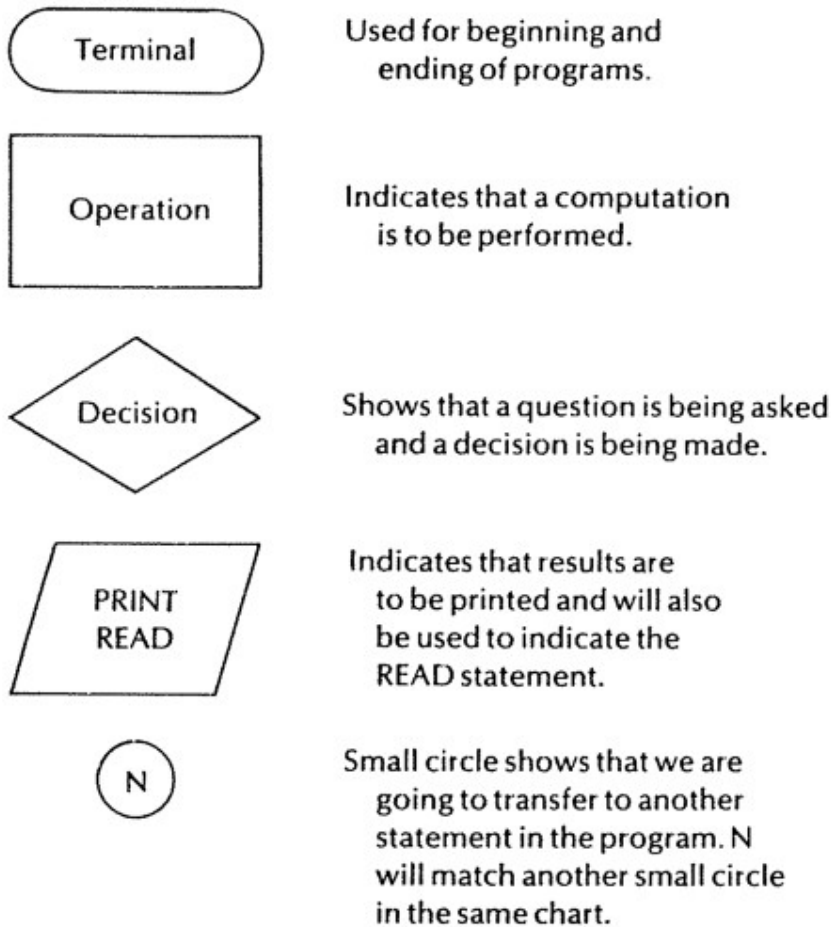 Terminal
Used for beginning and
ending of programs.
Operation
Indicates that a computation
is to be performed.
Decision
Shows that a question is being asked
and a decision is being made.
PRINT
READ
Indicates that results are
to be printed and will also
be used to indicate the
READ statement.
N
Small circle shows that we are
going to transfer to another
statement in the program. N
will match another small circle
in the same chart.